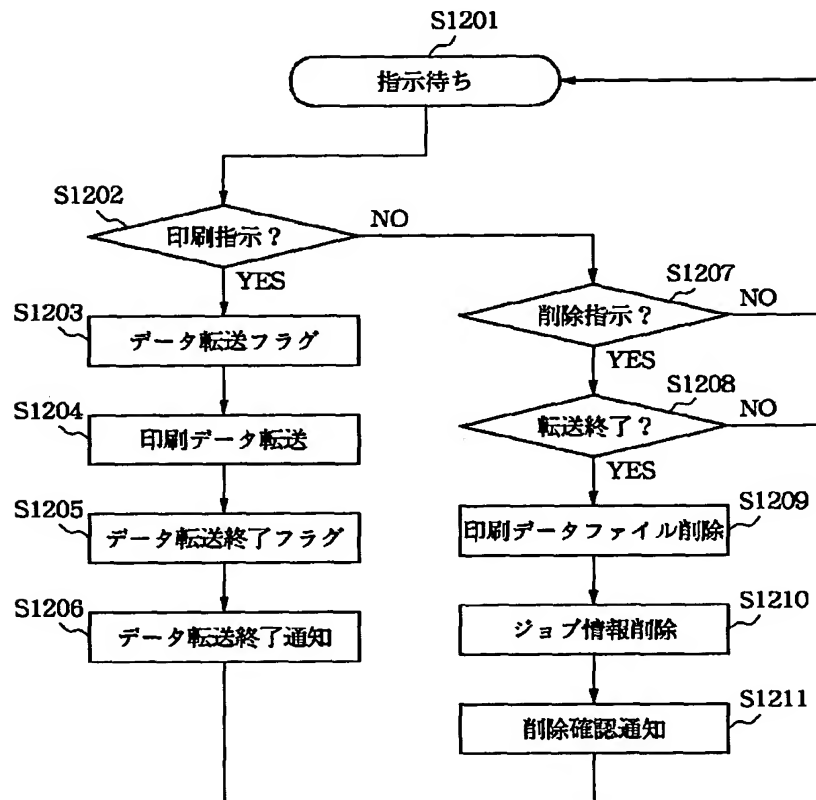 S1201
指示待ち
S1202
印刷指示？
NO
YES
S1203
データ転送フラグ
S1204
印刷データ転送
S1205
データ転送終了フラグ
S1206
データ転送終了通知
S1207
削除指示？
NO
YES
S1208
転送終了？
NO
YES
S1209
印刷データファイル削除
S1210
ジョブ情報削除
S1211
削除確認通知